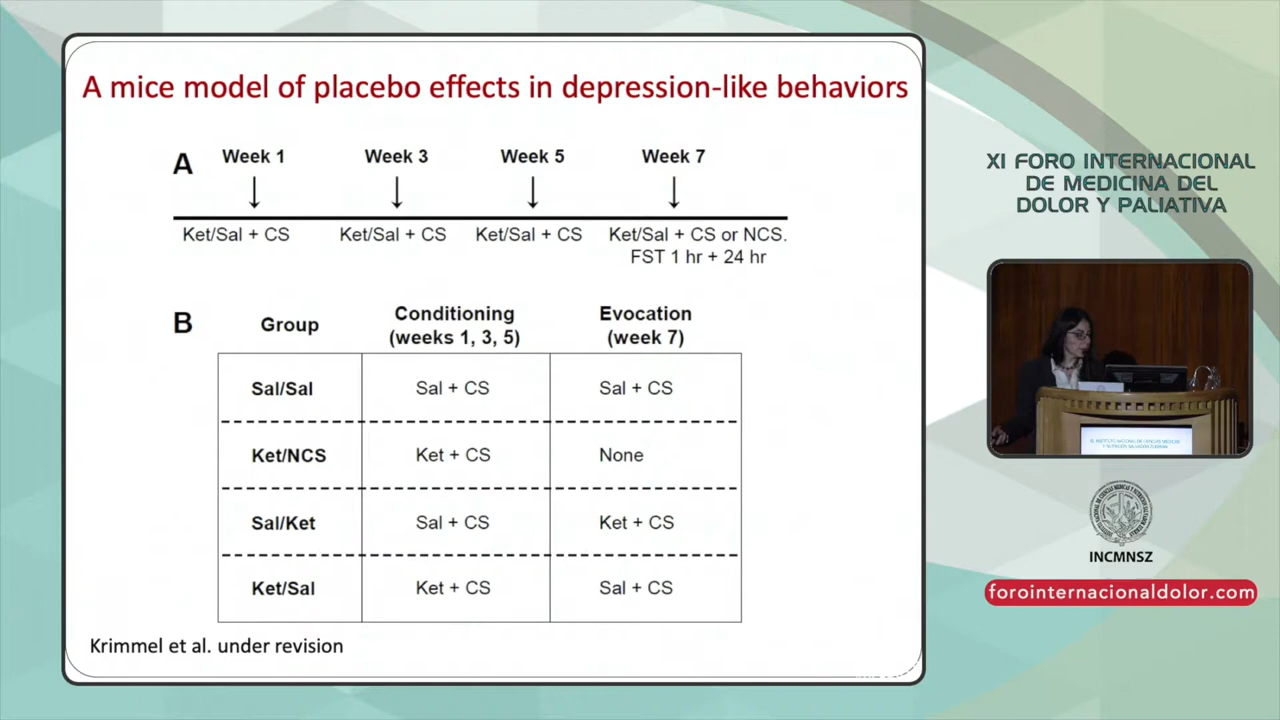 A mice model of placebo effects in depression-like behaviors
A
Week 1
Week 3
Week 5
Week 7
Ket/Sal + CS
Ket/Sal + CS
Ket/Sal + CS
Ket/Sal + CS or NCS.
FST 1 hr + 24 hr
B
Group
Conditioning
(weeks 1, 3, 5)
Evocation
(week 7)
Sal/Sal
Sal + CS
Sal + CS
Ket/NCS
Ket + CS
None
Sal/Ket
Sal + CS
Ket + CS
Ket/Sal
Ket + CS
Sal + CS
Krimmel et al. under revision
XI FORO INTERNACIONAL
DE MEDICINA DEL
DOLOR Y PALIATIVA
INCMNSZ
forointernacionaldolor.com